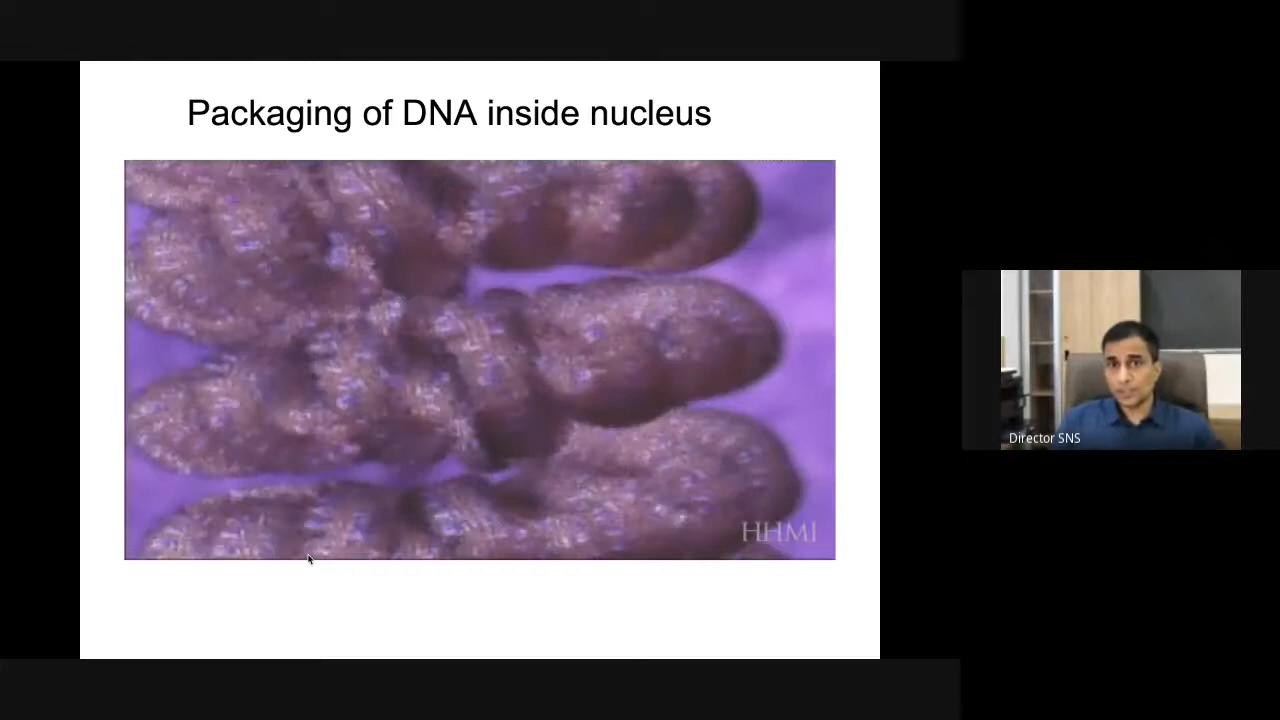 Packaging of DNA inside nucleus
HHMI
Director SNS